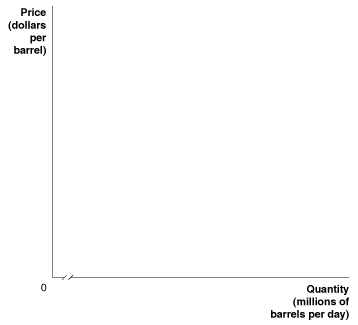 Price
(dollars
per
barrel)
0
Quantity
(millions of
barrels per day)